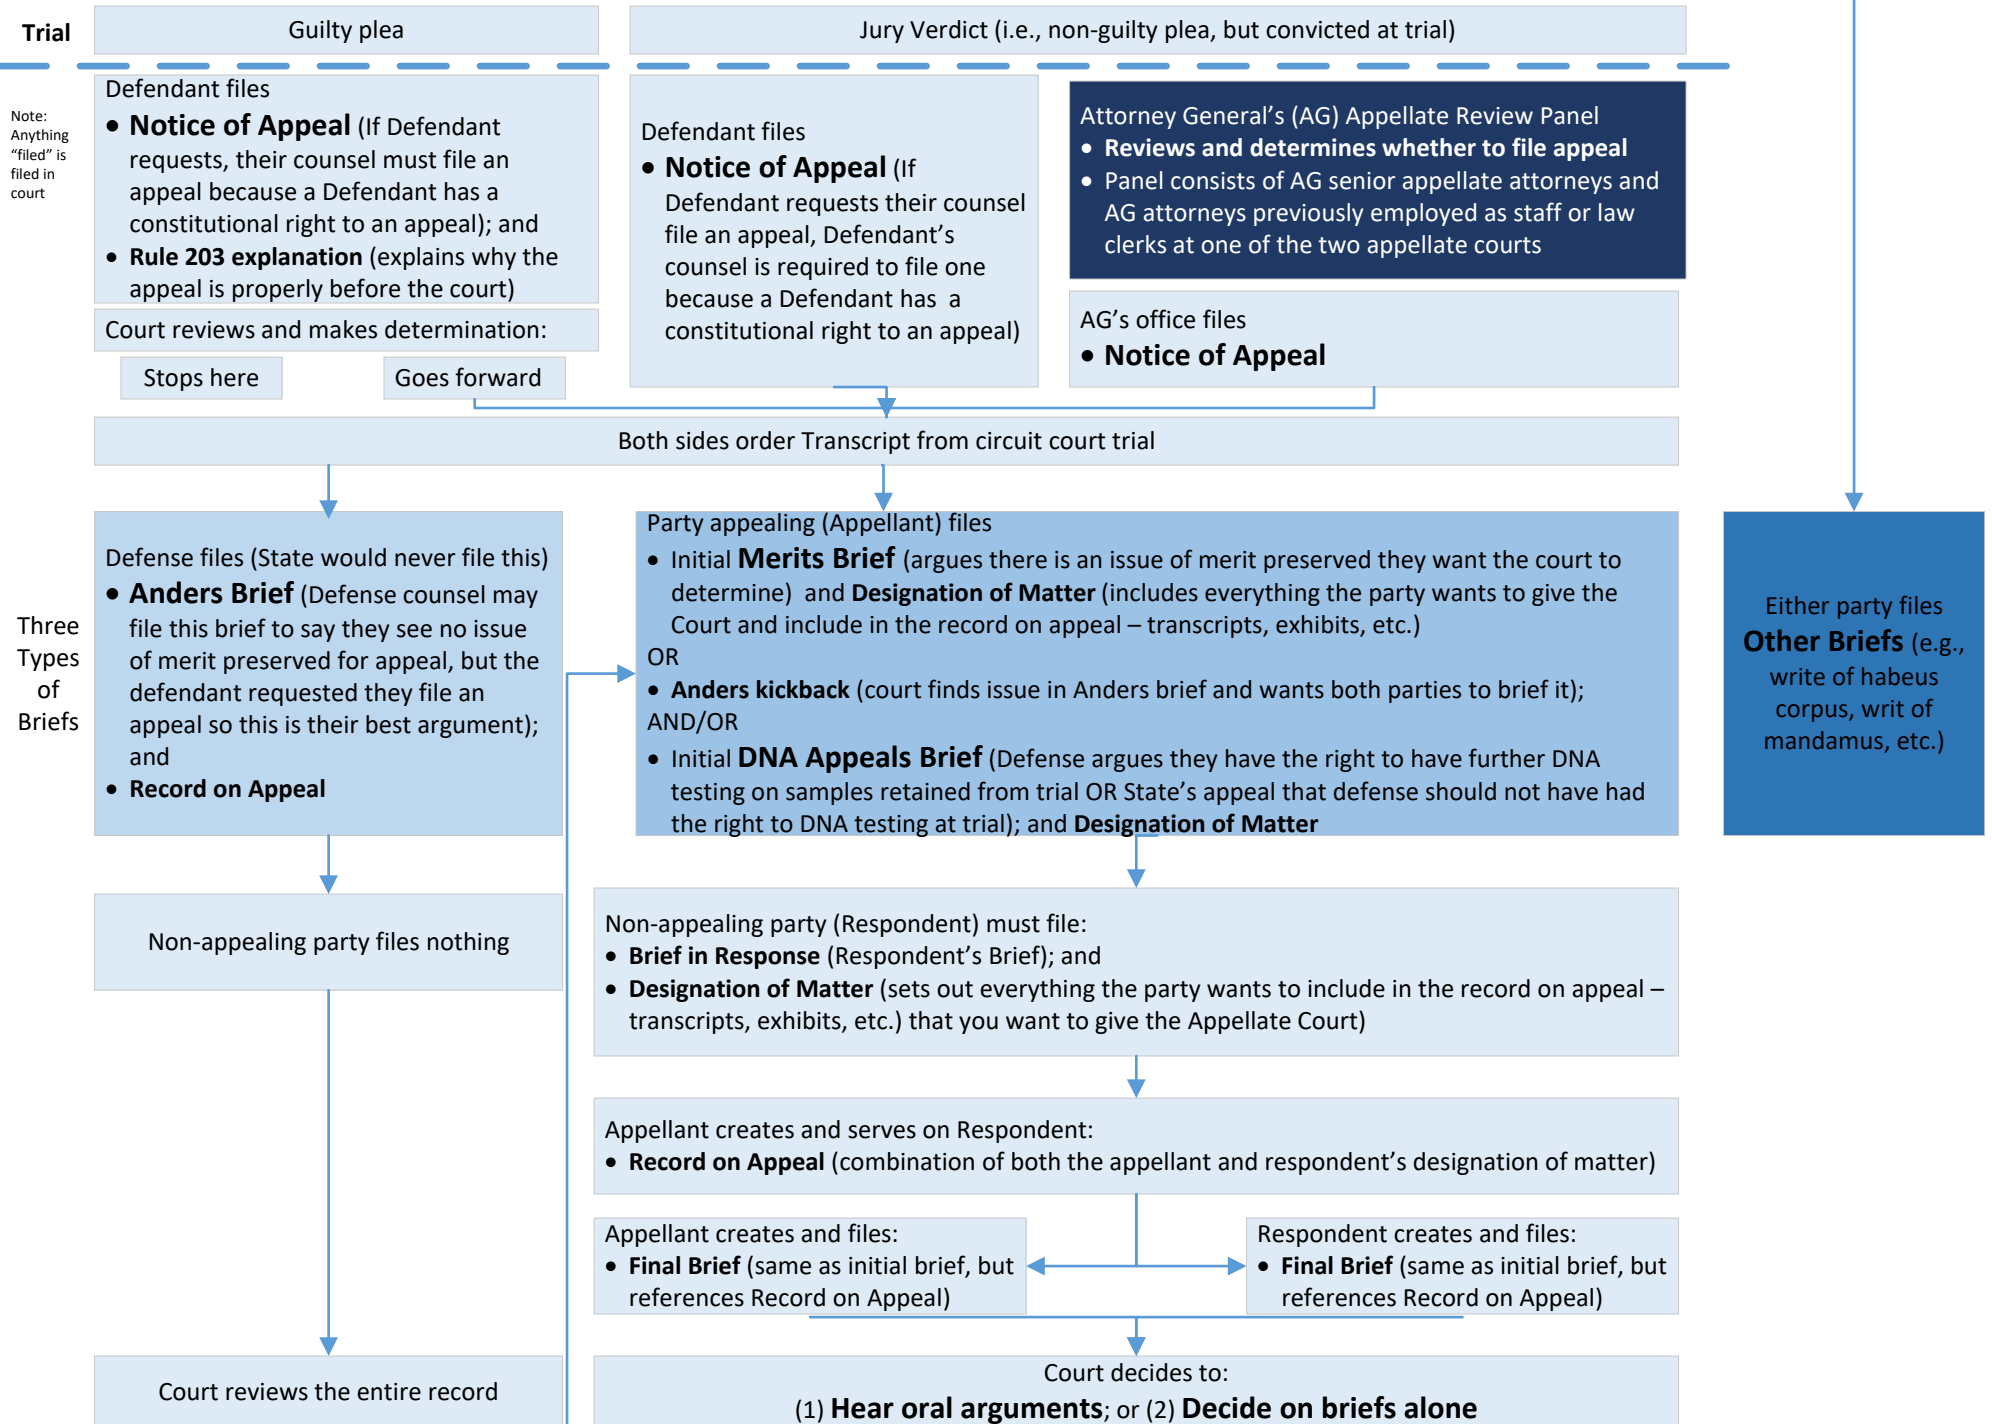 Trial
Guilty plea
Jury Verdict (i.e., non-guilty plea, but convicted at trial)
Note:
Anything
“filed” is
filed in
court
Defendant files
• Notice of Appeal (If Defendant
requests, their counsel must file an
appeal because a Defendant has a
constitutional right to an appeal); and
• Rule 203 explanation (explains why the
appeal is properly before the court)
Court reviews and makes determination:
Stops here
Goes forward
Defendant files
• Notice of Appeal (If
Defendant requests their counsel
file an appeal, Defendant’s
counsel is required to file one
because a Defendant has  a
constitutional right to an appeal)
Attorney General’s (AG) Appellate Review Panel
• Reviews and determines whether to file appeal
• Panel consists of AG senior appellate attorneys and
AG attorneys previously employed as staff or law
clerks at one of the two appellate courts
AG’s office files
• Notice of Appeal
Both sides order Transcript from circuit court trial
Three
Types
of
Briefs
Defense files (State would never file this)
• Anders Brief (Defense counsel may
file this brief to say they see no issue
of merit preserved for appeal, but the
defendant requested they file an
appeal so this is their best argument);
and
• Record on Appeal
Party appealing (Appellant) files
• Initial Merits Brief (argues there is an issue of merit preserved they want the court to
determine)  and Designation of Matter (includes everything the party wants to give the
Court and include in the record on appeal – transcripts, exhibits, etc.)
OR
• Anders kickback (court finds issue in Anders brief and wants both parties to brief it);
AND/OR
• Initial DNA Appeals Brief (Defense argues they have the right to have further DNA
testing on samples retained from trial OR State’s appeal that defense should not have had
the right to DNA testing at trial); and Designation of Matter
Either party files
Other Briefs (e.g.,
write of habeus
corpus, writ of
mandamus, etc.)
Non-appealing party files nothing
Non-appealing party (Respondent) must file:
• Brief in Response (Respondent’s Brief); and
• Designation of Matter (sets out everything the party wants to include in the record on appeal –
transcripts, exhibits, etc.) that you want to give the Appellate Court)
Appellant creates and serves on Respondent:
• Record on Appeal (combination of both the appellant and respondent’s designation of matter)
Appellant creates and files:
• Final Brief (same as initial brief, but
references Record on Appeal)
Respondent creates and files:
• Final Brief (same as initial brief, but
references Record on Appeal)
Court reviews the entire record
Court decides to:
(1) Hear oral arguments; or (2) Decide on briefs alone